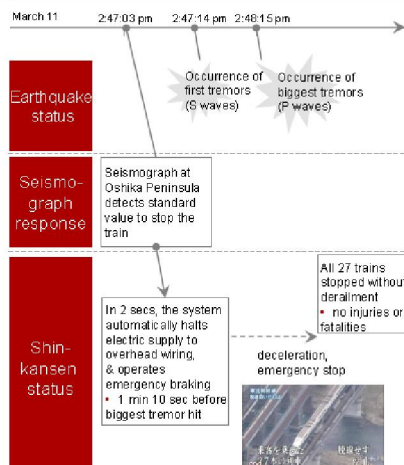 March 11
2:47:03 pm
2:47:14 pm
2:48:15 pm
Earthquake
status
Occurrence of
first tremors
(S waves)
Occurrence of
biggest tremors
(P waves)
Seismo-
graph
response
Seismograph at
Oshika Peninsula
detects standard
value to stop the
train
Shin-
kansen
status
In 2 secs, the system
automatically halts
electric supply to
overhead wiring,
& operates
emergency braking
▪ 1 min 10 sec before
biggest tremor hit
All 27 trains
stopped without
derailment
▪ no injuries or
fatalities
deceleration,
emergency stop